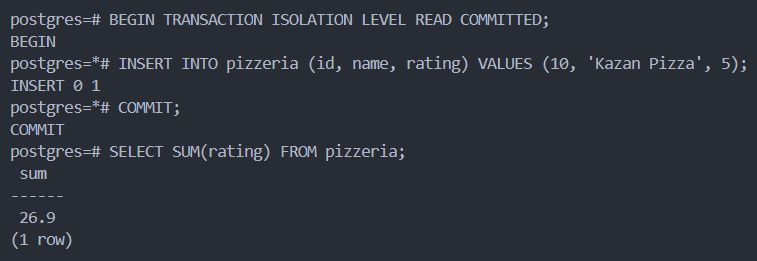 postgres=# BEGIN TRANSACTION ISOLATION LEVEL READ COMMITTED;
BEGIN
postgres=*# INSERT INTO pizzeria (id, name, rating) VALUES (10, 'Kazan Pizza', 5);
INSERT 0 1
postgres=*# COMMIT;
COMMIT
postgres=# SELECT SUM(rating) FROM pizzeria;
 sum
------
 26.9
(1 row)